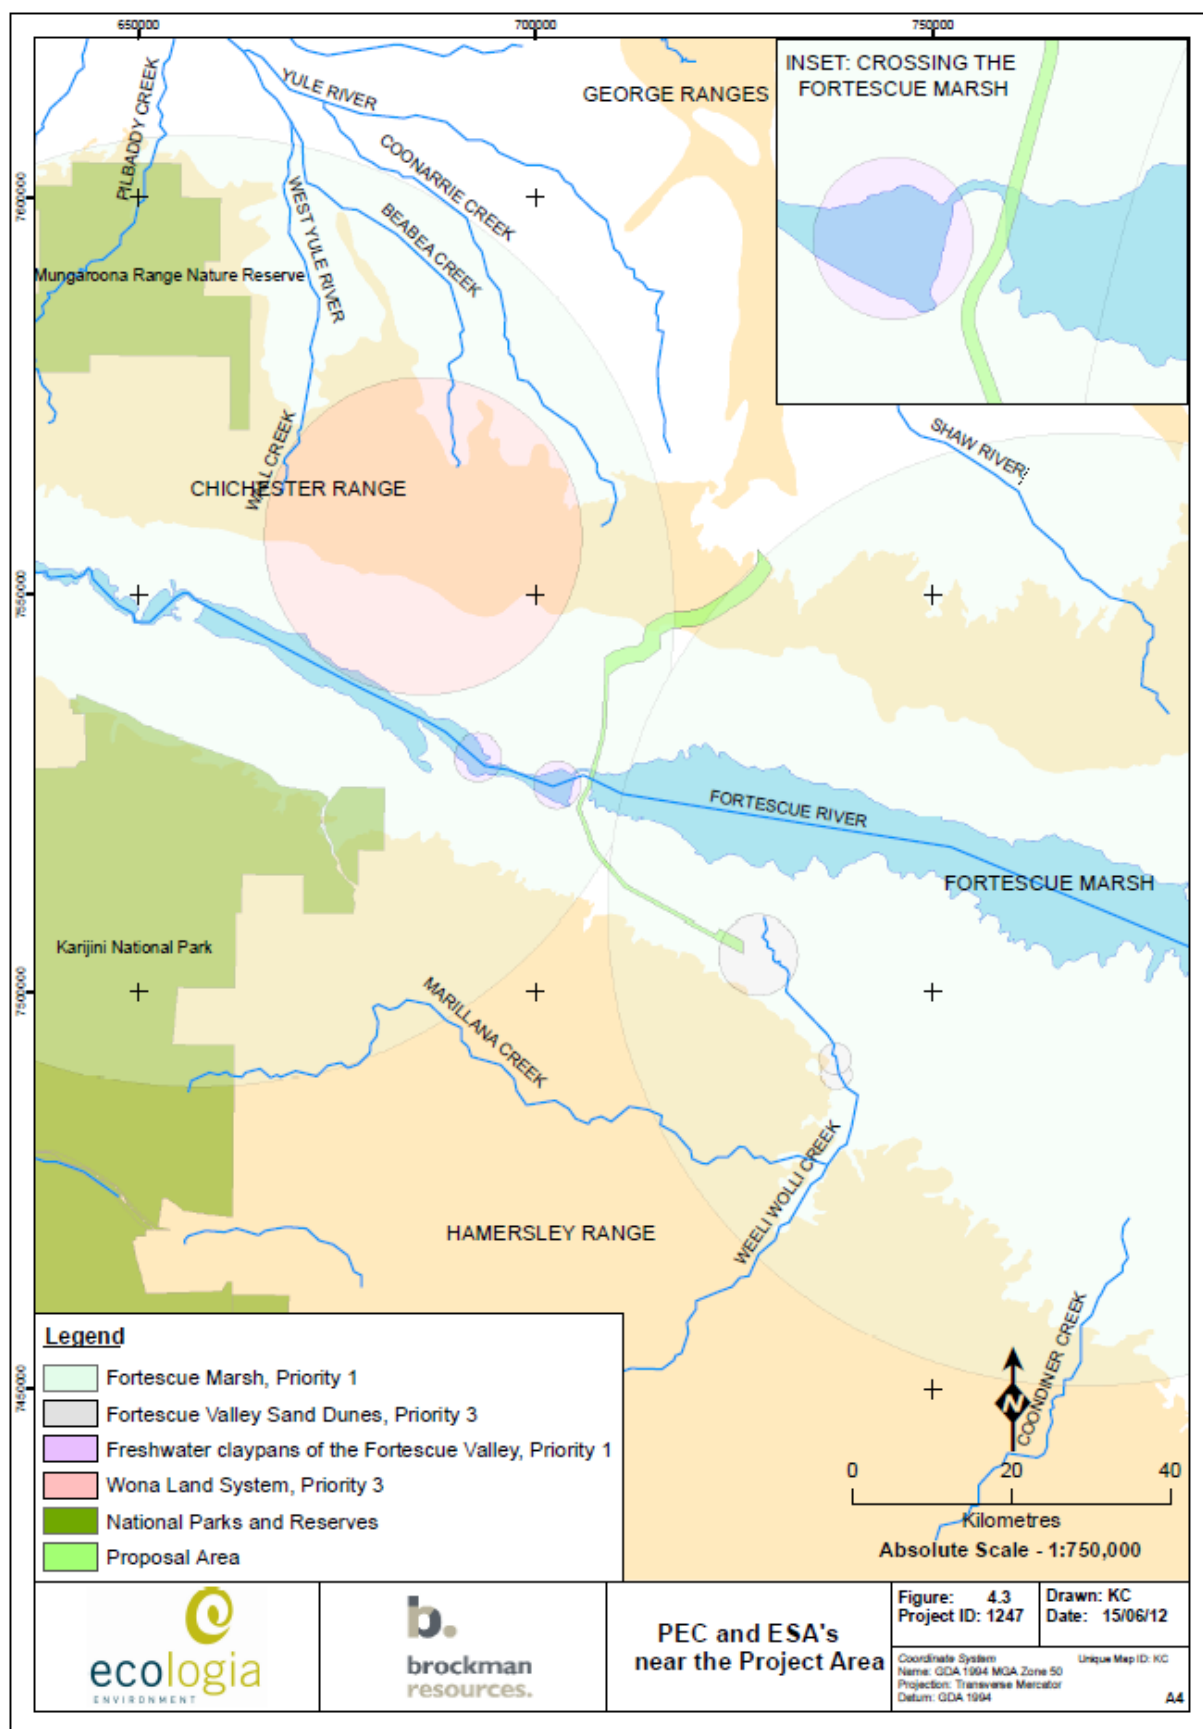 650000
700000
750000
INSET: CROSSING THE
FORTESCUE MARSH
GEORGE RANGES
YULE RIVER
PILBADDY CREEK
COONARRIE CREEK
WEST YULE RIVER
BEABEA CREEK
7600000
Mungaroona Range Nature Reserve
SHAW RIVER
WALL CREEK
CHICHESTER RANGE
7550000
FORTESCUE RIVER
FORTESCUE MARSH
Karijini National Park
7500000
MARILLANA CREEK
WEELI WOLLI CREEK
HAMERSLEY RANGE
COONDINER CREEK
7450000
N
Legend
Fortescue Marsh, Priority 1
Fortescue Valley Sand Dunes, Priority 3
Freshwater claypans of the Fortescue Valley, Priority 1
Wona Land System, Priority 3
National Parks and Reserves
Proposal Area
0 20 40
Kilometres
Absolute Scale - 1:750,000
ecologia
ENVIRONMENT
b.
brockman
resources.
PEC and ESA's
near the Project Area
Figure: 4.3
Project ID: 1247
Drawn: KC
Date: 15/06/12
Coordinate System
Name: GDA 1994 MGA Zone 50
Projection: Transverse Mercator
Datum: GDA 1994
Unique Map ID: KC
A4